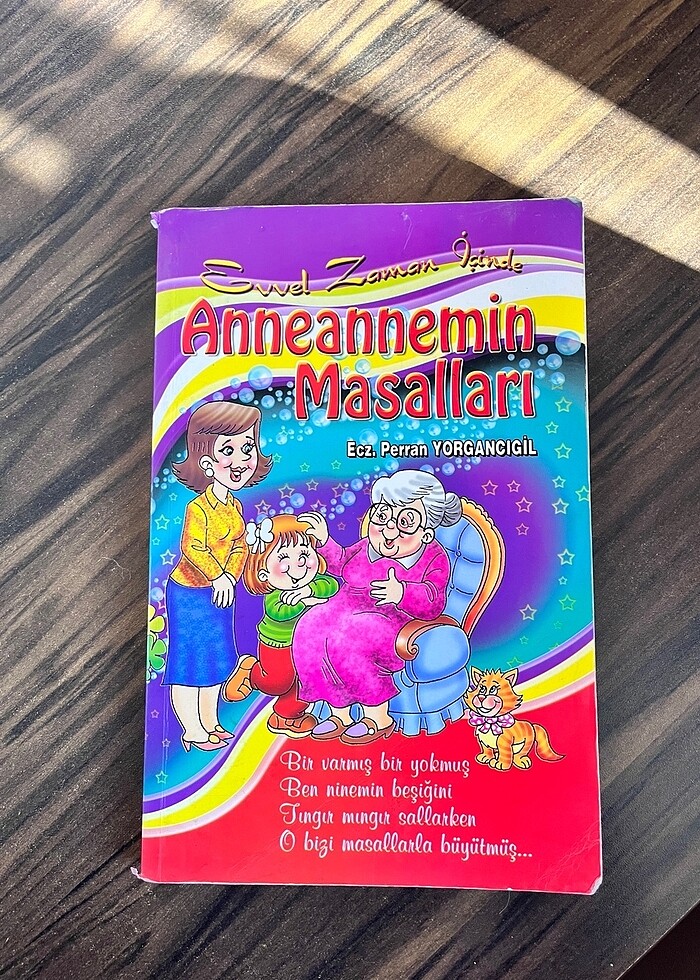 Evvel Zaman İçinde
Anneannemin
Masalları
Ecz. Perran YORGANCIGİL
Bir varmış bir yokmuş
Ben ninemin beşiğini
Tıngır mıngır sallarken
O bizi masallarla büyütmüş...